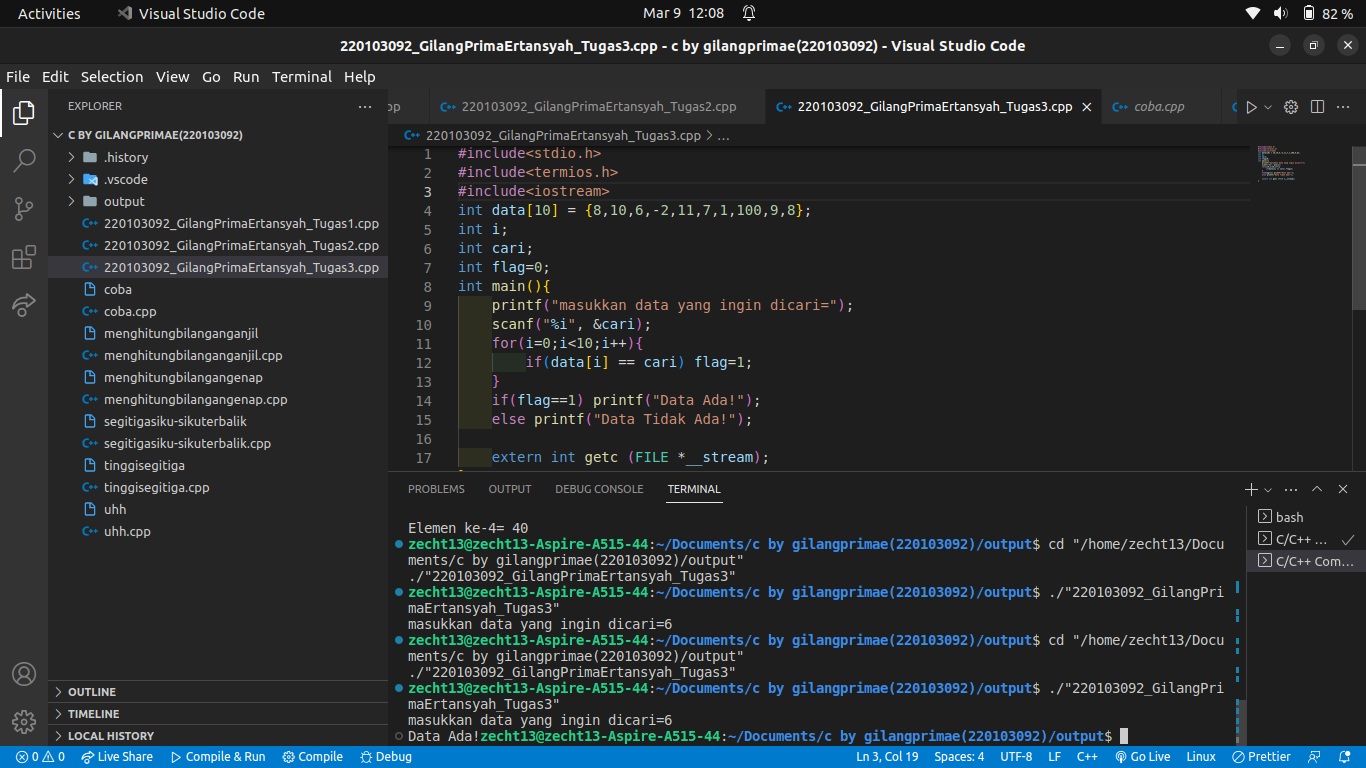 Activities
Visual Studio Code
Mar 9 12:08
82 %
220103092_GilangPrimaErtansyah_Tugas3.cpp - c by gilangprimae(220103092) - Visual Studio Code
File Edit Selection View Go Run Terminal Help
EXPLORER
C BY GILANGPRIMAE(220103092)
.history
.vscode
output
220103092_GilangPrimaErtansyah_Tugas1.cpp
220103092_GilangPrimaErtansyah_Tugas2.cpp
220103092_GilangPrimaErtansyah_Tugas3.cpp
coba
coba.cpp
menghitungbilanganganjil
menghitungbilanganganjil.cpp
menghitungbilangangenap
menghitungbilangangenap.cpp
segitigasiku-sikuterbalik
segitigasiku-sikuterbalik.cpp
tinggisegitiga
tinggisegitiga.cpp
uhh
uhh.cpp
OUTLINE
TIMELINE
LOCAL HISTORY
pp
220103092_GilangPrimaErtansyah_Tugas2.cpp
220103092_GilangPrimaErtansyah_Tugas3.cpp
coba.cpp
220103092_GilangPrimaErtansyah_Tugas3.cpp > ...
1 #include<stdio.h>
2 #include<termios.h>
3 #include<iostream>
4 int data[10] = {8,10,6,-2,11,7,1,100,9,8};
5 int i;
6 int cari;
7 int flag=0;
8 int main(){
9 printf("masukkan data yang ingin dicari=");
10 scanf("%i", &cari);
11 for(i=0;i<10;i++){
12 if(data[i] == cari) flag=1;
13 }
14 if(flag==1) printf("Data Ada!");
15 else printf("Data Tidak Ada!");
16
17 extern int getc (FILE *__stream);
PROBLEMS OUTPUT DEBUG CONSOLE TERMINAL
Elemen ke-4= 40
zecht13@zecht13-Aspire-A515-44:~/Documents/c by gilangprimae(220103092)/output$ cd "/home/zecht13/Docu
ments/c by gilangprimae(220103092)/output"
./"220103092_GilangPrimaErtansyah_Tugas3"
zecht13@zecht13-Aspire-A515-44:~/Documents/c by gilangprimae(220103092)/output$ ./"220103092_GilangPri
maErtansyah_Tugas3"
masukkan data yang ingin dicari=6
zecht13@zecht13-Aspire-A515-44:~/Documents/c by gilangprimae(220103092)/output$ cd "/home/zecht13/Docu
ments/c by gilangprimae(220103092)/output"
./"220103092_GilangPrimaErtansyah_Tugas3"
zecht13@zecht13-Aspire-A515-44:~/Documents/c by gilangprimae(220103092)/output$ ./"220103092_GilangPri
maErtansyah_Tugas3"
masukkan data yang ingin dicari=6
Data Ada!zecht13@zecht13-Aspire-A515-44:~/Documents/c by gilangprimae(220103092)/output$
bash
C/C++ ...
C/C++ Com...
0 0 Live Share Compile & Run Compile Debug
Ln 3, Col 19 Spaces: 4 UTF-8 LF C++ Go Live Linux Prettier